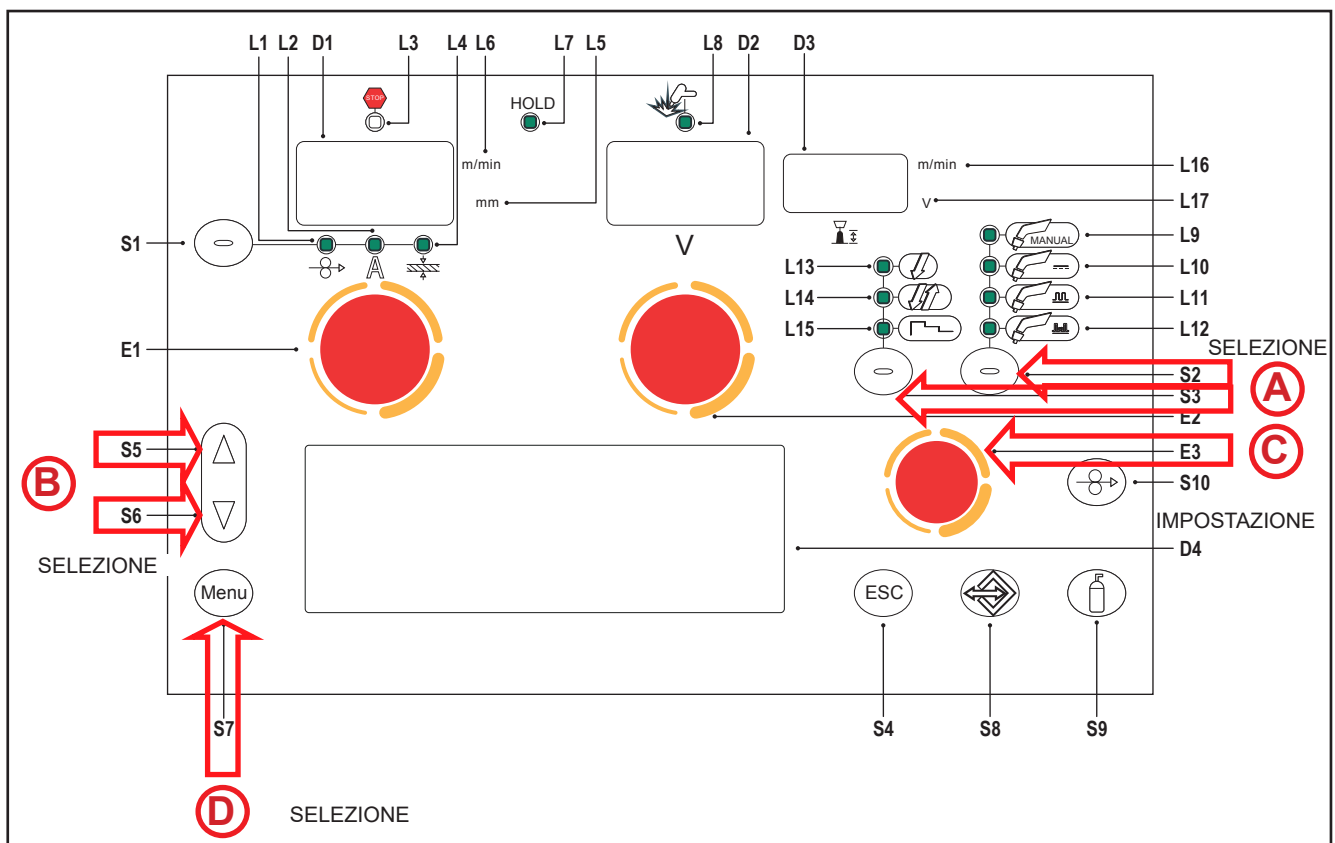 L1 L2 D1 L3 L4 L6 L7 L5 L8 D2 D3
STOP
HOLD
m/min
m/min
L16
mm
V
L17
S1
MANUAL
L9
A
V
L13
L10
L14
L11
L15
L12
E1
SELEZIONE
S2
A
S3
E2
S5
E3
C
B
S10
S6
IMPOSTAZIONE
D4
SELEZIONE
Menu
ESC
S7
S4
S8
S9
D
SELEZIONE